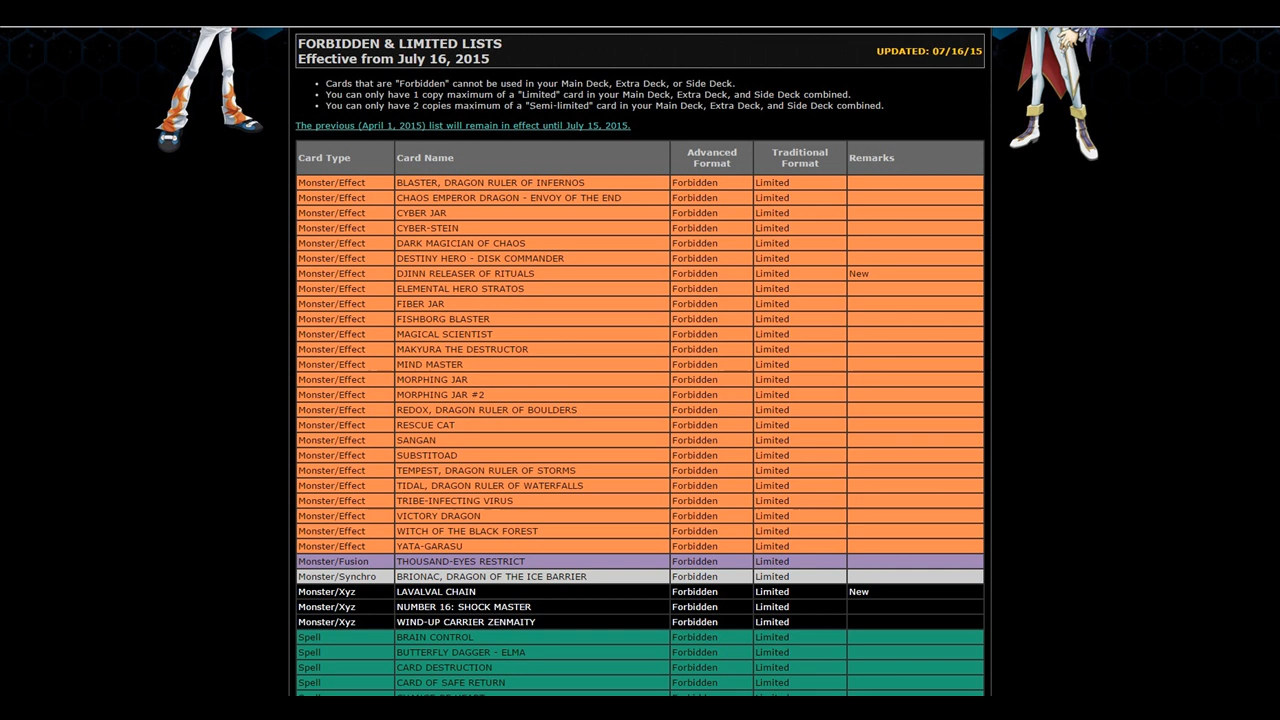 FORBIDDEN & LIMITED LISTS
Effective from July 16, 2015
UPDATED: 07/16/15
Cards that are "Forbidden" cannot be used in your Main Deck, Extra Deck, or Side Deck.
You can only have 1 copy maximum of a "Limited" card in your Main Deck, Extra Deck, and Side Deck combined.
You can only have 2 copies maximum of a "Semi-limited" card in your Main Deck, Extra Deck, and Side Deck combined.
The previous (April 1, 2015) list will remain in effect until July 15, 2015.
Card Type Card Name Advanced Format Traditional Format Remarks
Monster/Effect BLASTER, DRAGON RULER OF INFERNOS Forbidden Limited
Monster/Effect CHAOS EMPEROR DRAGON - ENVOY OF THE END Forbidden Limited
Monster/Effect CYBER JAR Forbidden Limited
Monster/Effect CYBER-STEIN Forbidden Limited
Monster/Effect DARK MAGICIAN OF CHAOS Forbidden Limited
Monster/Effect DESTINY HERO - DISK COMMANDER Forbidden Limited
Monster/Effect DJINN RELEASER OF RITUALS Forbidden Limited New
Monster/Effect ELEMENTAL HERO STRATOS Forbidden Limited
Monster/Effect FIBER JAR Forbidden Limited
Monster/Effect FISHBORG BLASTER Forbidden Limited
Monster/Effect MAGICAL SCIENTIST Forbidden Limited
Monster/Effect MAKYURA THE DESTRUCTOR Forbidden Limited
Monster/Effect MIND MASTER Forbidden Limited
Monster/Effect MORPHING JAR Forbidden Limited
Monster/Effect MORPHING JAR #2 Forbidden Limited
Monster/Effect REDOX, DRAGON RULER OF BOULDERS Forbidden Limited
Monster/Effect RESCUE CAT Forbidden Limited
Monster/Effect SANGAN Forbidden Limited
Monster/Effect SUBSTITOAD Forbidden Limited
Monster/Effect TEMPEST, DRAGON RULER OF STORMS Forbidden Limited
Monster/Effect TIDAL, DRAGON RULER OF WATERFALLS Forbidden Limited
Monster/Effect TRIBE-INFECTING VIRUS Forbidden Limited
Monster/Effect VICTORY DRAGON Forbidden Limited
Monster/Effect WITCH OF THE BLACK FOREST Forbidden Limited
Monster/Effect YATA-GARASU Forbidden Limited
Monster/Fusion THOUSAND-EYES RESTRICT Forbidden Limited
Monster/Synchro BRIONAC, DRAGON OF THE ICE BARRIER Forbidden Limited
Monster/Xyz LAVALVAL CHAIN Forbidden Limited New
Monster/Xyz NUMBER 16: SHOCK MASTER Forbidden Limited
Monster/Xyz WIND-UP CARRIER ZENMAITY Forbidden Limited
Spell BRAIN CONTROL Forbidden Limited
Spell BUTTERFLY DAGGER - ELMA Forbidden Limited
Spell CARD DESTRUCTION Forbidden Limited
Spell CARD OF SAFE RETURN Forbidden Limited